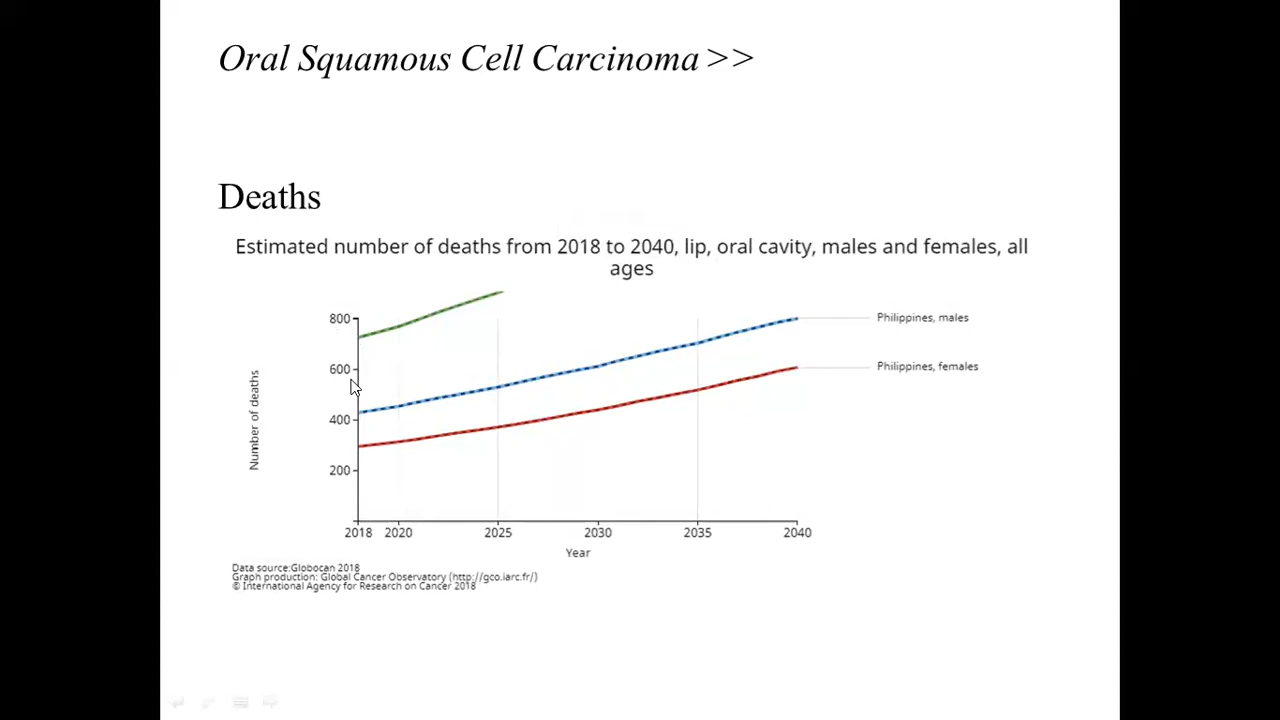 Oral Squamous Cell Carcinoma >>
Deaths
Estimated number of deaths from 2018 to 2040, lip, oral cavity, males and females, all
ages
800
Philippines, males
600
Philippines, females
Number of deaths
400
200
2018 2020 2025 2030 2035 2040
Year
Data source:Globocan 2018
Graph production: Global Cancer Observatory (http://gco.iarc.fr/)
© International Agency for Research on Cancer 2018